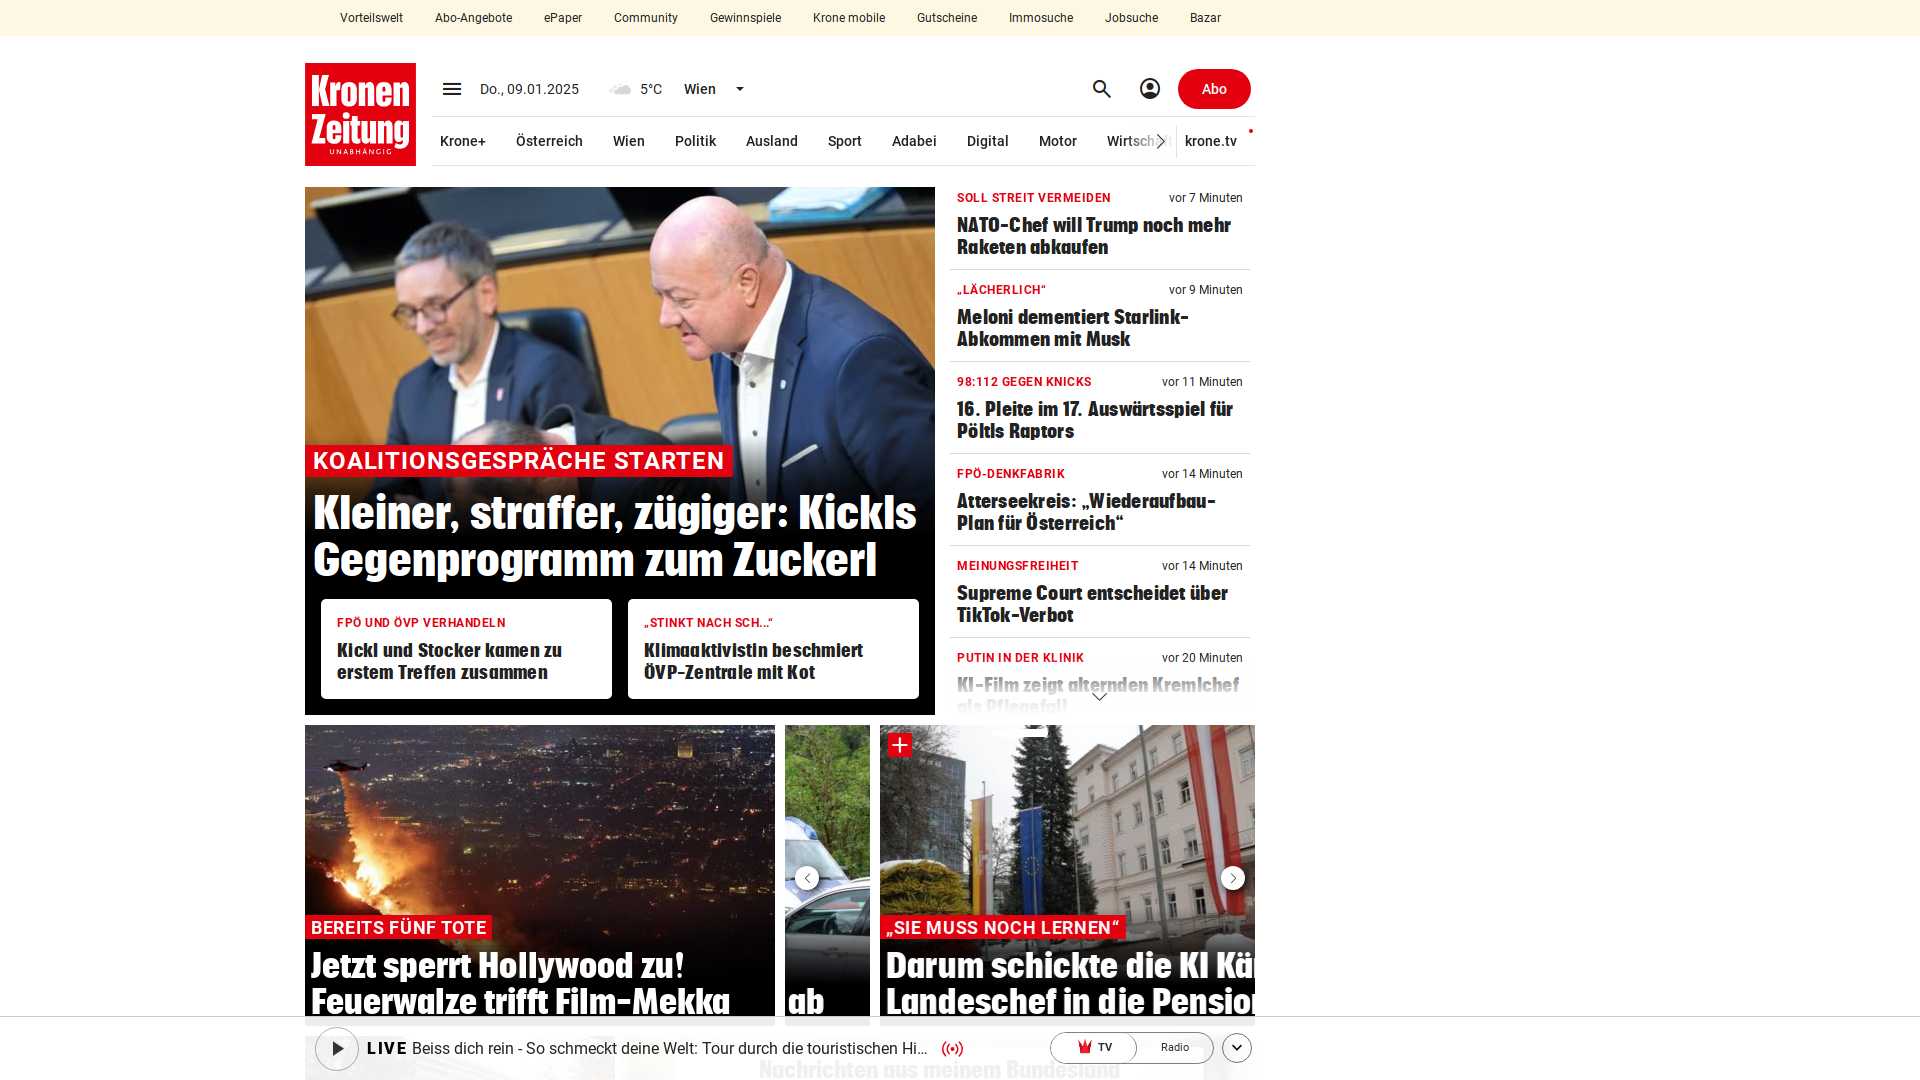 Vorteilswelt Abo-Angebote ePaper Community Gewinnspiele Krone mobile Gutscheine Immosuche Jobsuche Bazar
Kronen
Zeitung
UNABHÄNGIG
Do., 09.01.2025 5°C Wien
Abo
Krone+ Österreich Wien Politik Ausland Sport Adabei Digital Motor Wirtschaft krone.tv
KOALITIONSGESPRÄCHE STARTEN
Kleiner, straffer, zügiger: Kickls
Gegenprogramm zum Zuckerl
FPÖ UND ÖVP VERHANDELN
Kickl und Stocker kamen zu
erstem Treffen zusammen
„STINKT NACH SCH...“
Klimaaktivistin beschmiert
ÖVP-Zentrale mit Kot
SOLL STREIT VERMEIDEN vor 7 Minuten
NATO-Chef will Trump noch mehr
Raketen abkaufen
„LÄCHERLICH“ vor 9 Minuten
Meloni dementiert Starlink-
Abkommen mit Musk
98:112 GEGEN KNICKS vor 11 Minuten
16. Pleite im 17. Auswärtsspiel für
Pöltls Raptors
FPÖ-DENKFABRIK vor 14 Minuten
Atterseekreis: „Wiederaufbau-
Plan für Österreich“
MEINUNGSFREIHEIT vor 14 Minuten
Supreme Court entscheidet über
TikTok-Verbot
PUTIN IN DER KLINIK vor 20 Minuten
KI-Film zeigt alternden Kremlchef
als Pflegefall
BEREITS FÜNF TOTE
Jetzt sperrt Hollywood zu!
Feuerwalze trifft Film-Mekka
ab
„SIE MUSS NOCH LERNEN“
Darum schickte die KI Kär
Landeschef in die Pension
LIVE Beiss dich rein - So schmeckt deine Welt: Tour durch die touristischen Hi...
TV Radio
Nachrichten aus meinem Bundesland